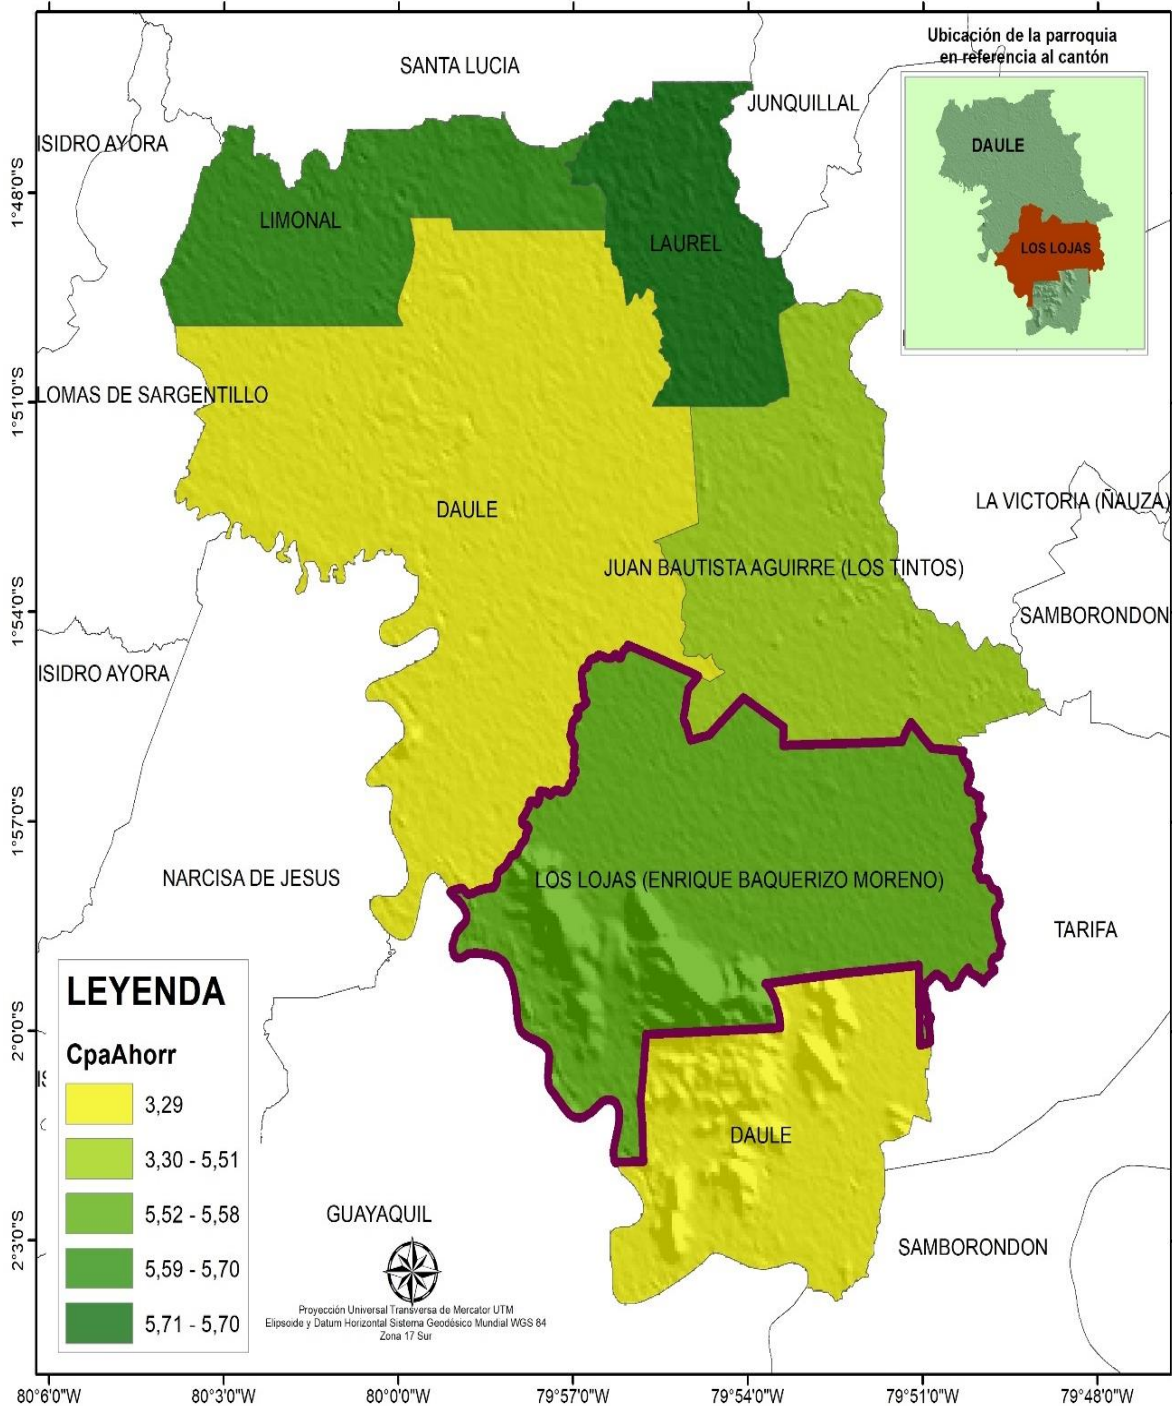 Ubicación de la parroquia
en referencia al cantón
DAULE
LOS LOJAS
SANTA LUCIA
JUNQUILLAL
ISIDRO AYORA
LIMONAL
LAUREL
LOMAS DE SARGENTILLO
DAULE
LA VICTORIA (ÑAUZA)
JUAN BAUTISTA AGUIRRE (LOS TINTOS)
SAMBORONDON
ISIDRO AYORA
NARCISA DE JESUS
LOS LOJAS (ENRIQUE BAQUERIZO MORENO)
TARIFA
DAULE
GUAYAQUIL
SAMBORONDON
LEYENDA
CpaAhorr
3,29
3,30 - 5,51
5,52 - 5,58
5,59 - 5,70
5,71 - 5,70
Proyección Universal Transversa de Mercator UTM
Elipsoide y Datum Horizontal Sistema Geodésico Mundial WGS 84
Zona 17 Sur
1°48'0"S
1°51'0"S
1°54'0"S
1°57'0"S
2°0'0"S
2°3'0"S
80°6'0"W
80°3'0"W
80°0'0"W
79°57'0"W
79°54'0"W
79°51'0"W
79°48'0"W